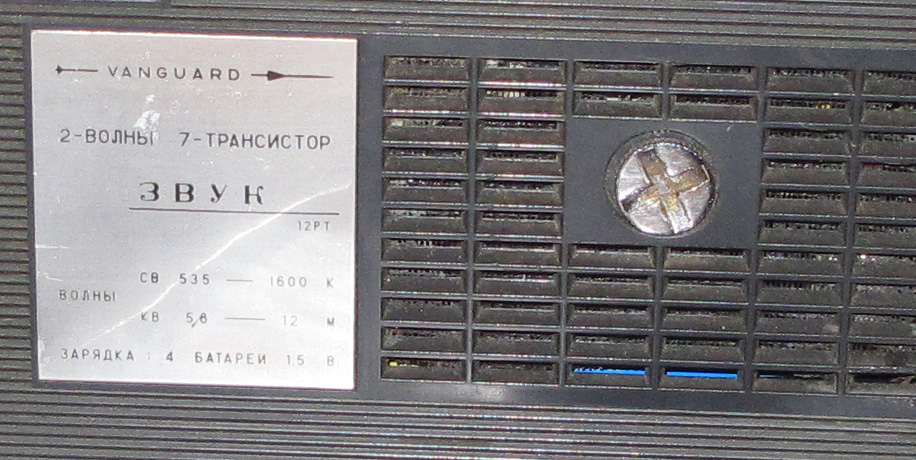 VANGUARD
2-ВОЛНЫ 7-ТРАНСИСТОР
ЗВУК
12РТ
ВОЛНЫ
СВ 535 — 1600 К
КВ 5,8 — 12 М
ЗАРЯДКА : 4 БАТАРЕИ 1,5 В